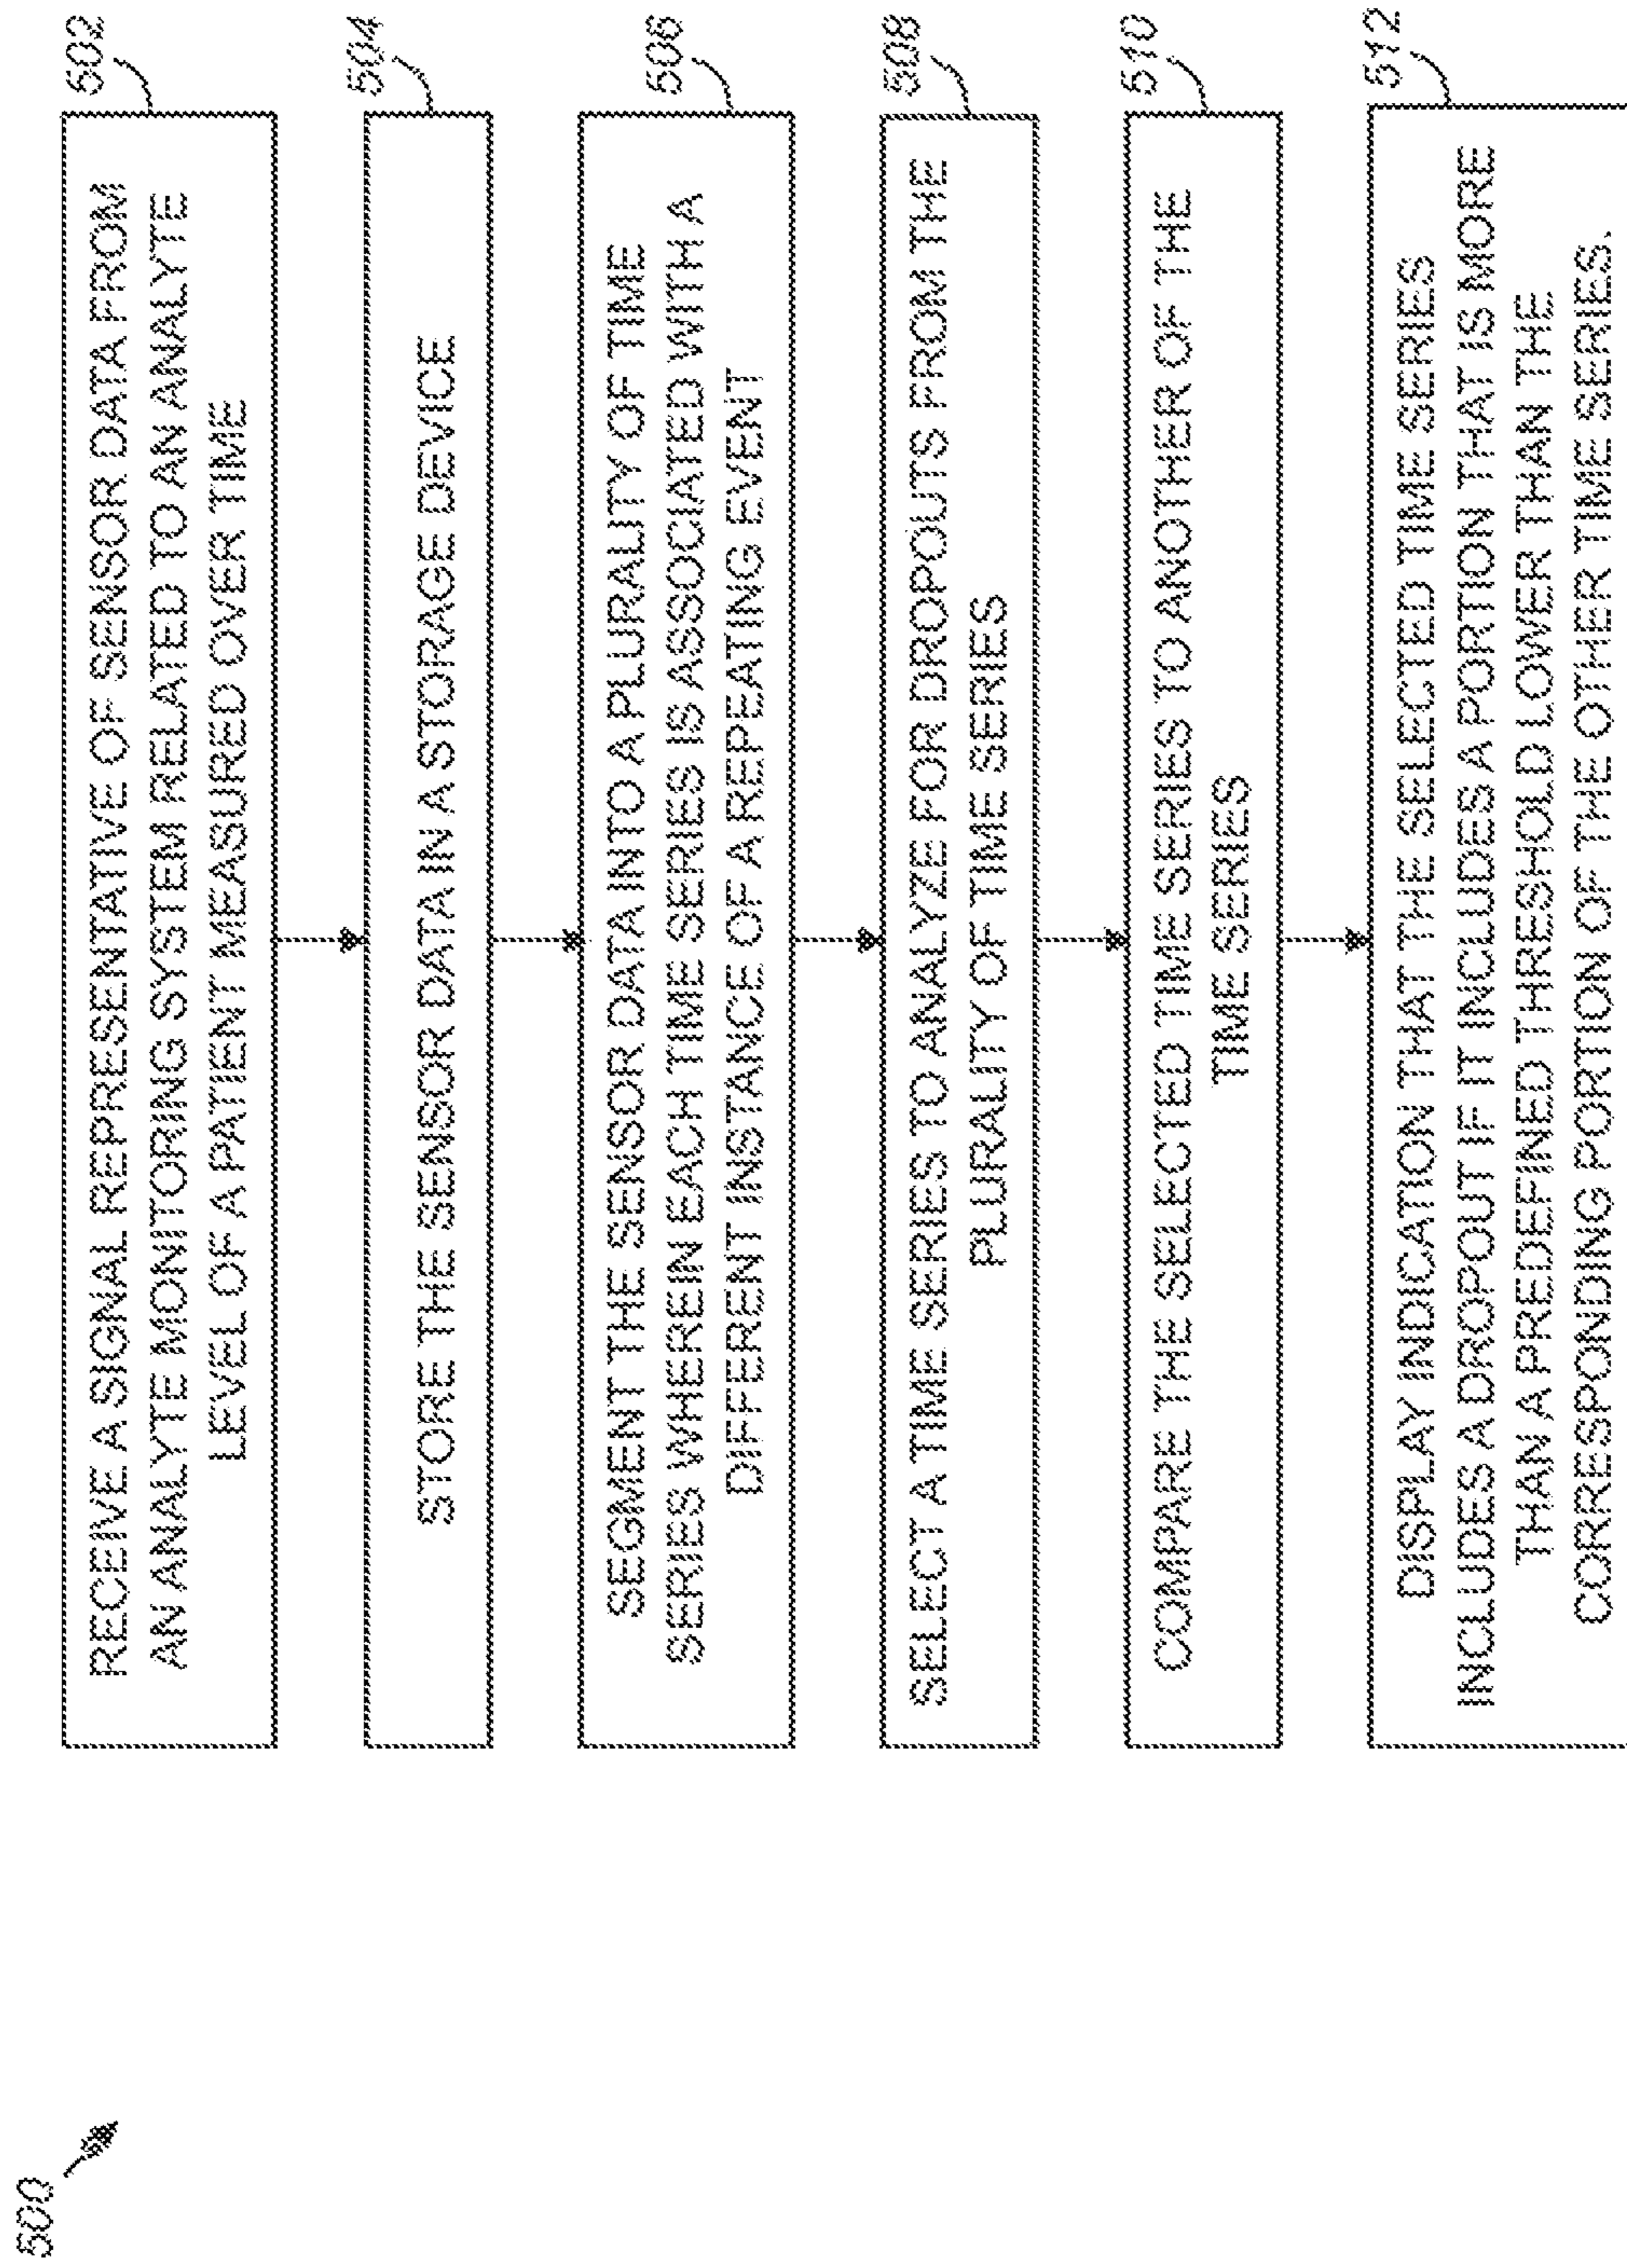 500
502
RECEIVE A SIGNAL REPRESENTATIVE OF SENSOR DATA FROM
AN ANALYTE MONITORING SYSTEM RELATED TO AN ANALYTE
LEVEL OF A PATIENT MEASURED OVER TIME
504
STORE THE SENSOR DATA IN A STORAGE DEVICE
506
SEGMENT THE SENSOR DATA INTO A PLURALITY OF TIME
SERIES WHEREIN EACH TIME SERIES IS ASSOCIATED WITH A
DIFFERENT INSTANCE OF A REPEATING EVENT
508
SELECT A TIME SERIES TO ANALYZE FOR DROPOUTS FROM THE
PLURALITY OF TIME SERIES
510
COMPARE THE SELECTED TIME SERIES TO ANOTHER OF THE
TIME SERIES
512
DISPLAY INDICATION THAT THE SELECTED TIME SERIES
INCLUDES A DROPOUT IF IT INCLUDES A PORTION THAT IS MORE
THAN A PREDEFINED THRESHOLD LOWER THAN THE
CORRESPONDING PORTION OF THE OTHER TIME SERIES.